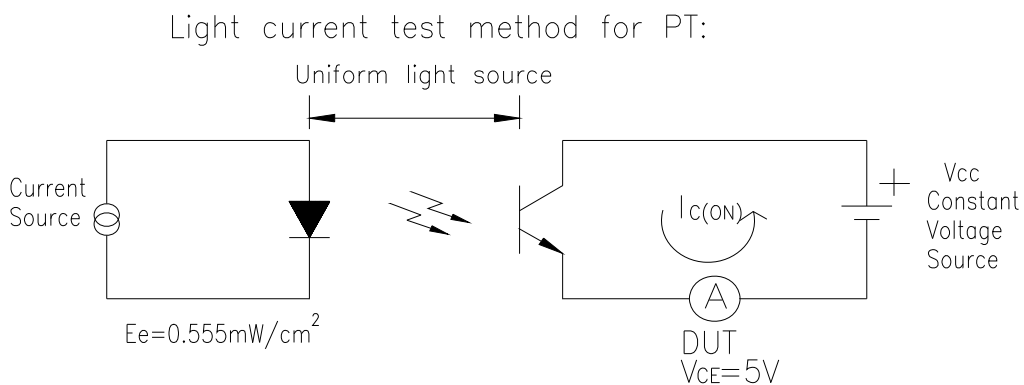 Light current test method for PT:
Uniform light source
Current
Source
Ee=0.555mW/cm²
IC(ON)
A
DUT
VCE=5V
+
Vcc
Constant
Voltage
Source